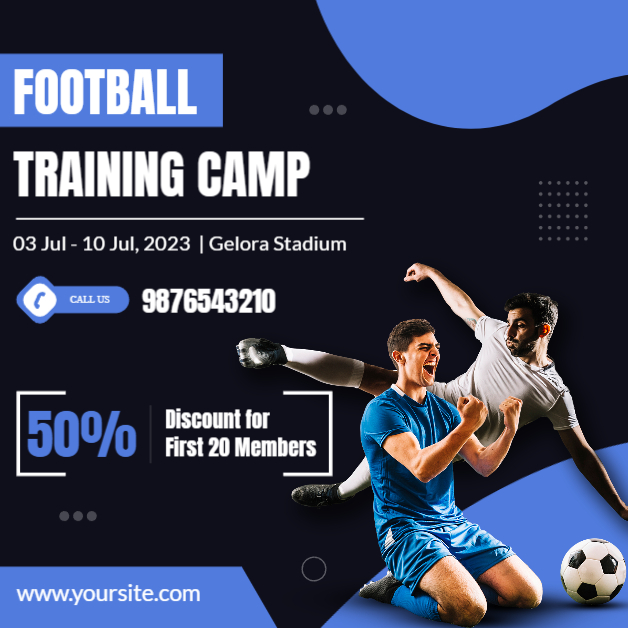 FOOTBALL
TRAINING CAMP
03 Jul - 10 Jul, 2023 | Gelora Stadium
CALL US 9876543210
50% Discount for
First 20 Members
www.yoursite.com